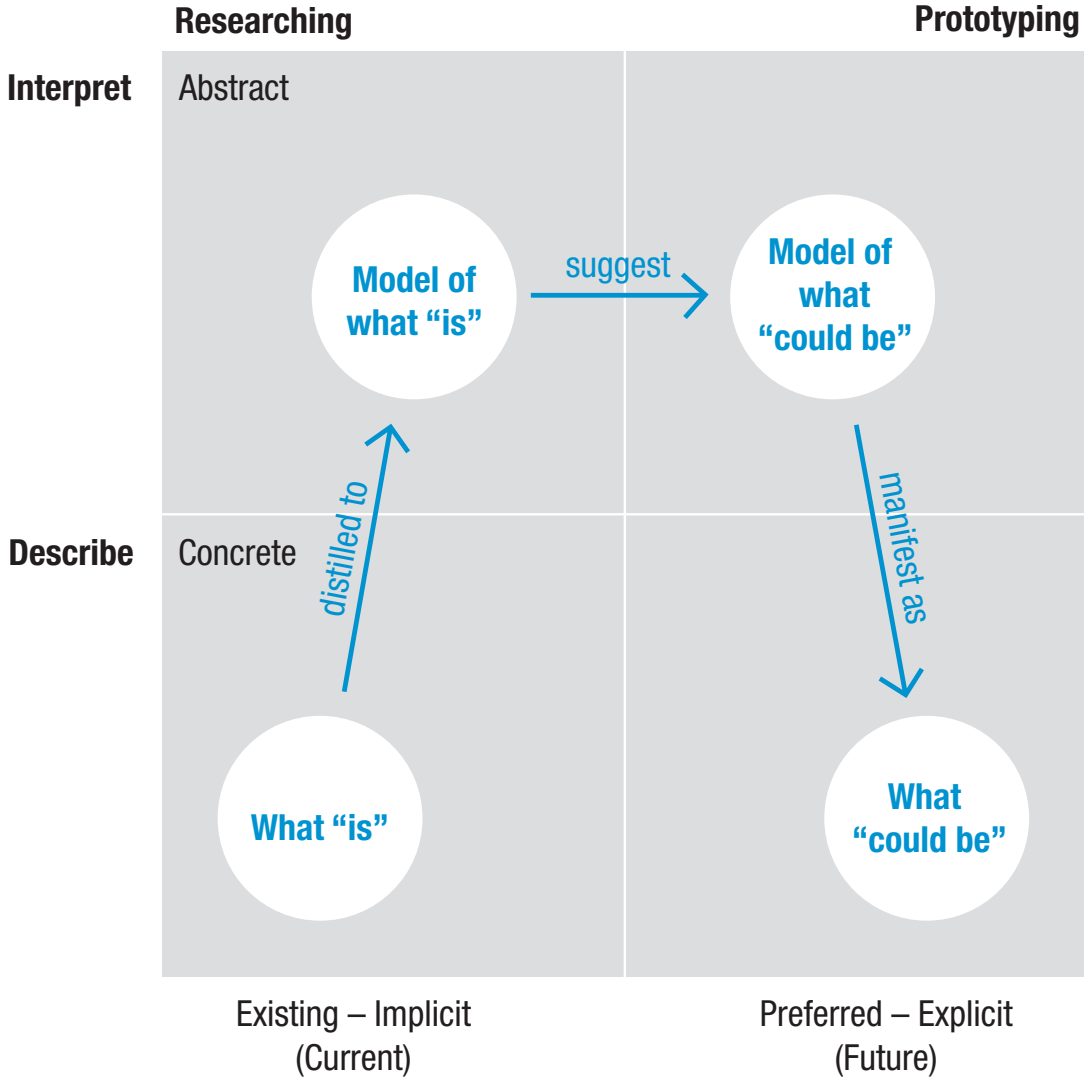 Researching
Prototyping
Interpret
Abstract
Model of
what “is”
suggest
Model of
what
“could be”
distilled to
manifest as
Describe
Concrete
What “is”
What
“could be”
Existing – Implicit
(Current)
Preferred – Explicit
(Future)